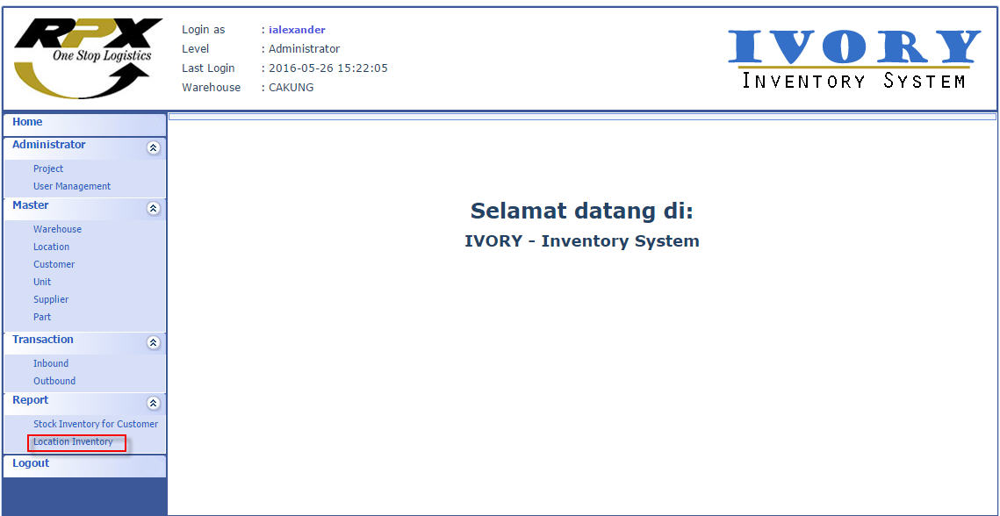 RPX
One Stop Logistics
Login as : ialexander
Level : Administrator
Last Login : 2016-05-26 15:22:05
Warehouse : CAKUNG
IVORY
INVENTORY SYSTEM
Home
Administrator
Project
User Management
Master
Warehouse
Location
Customer
Unit
Supplier
Part
Transaction
Inbound
Outbound
Report
Stock Inventory for Customer
Location Inventory
Logout
Selamat datang di:
IVORY - Inventory System